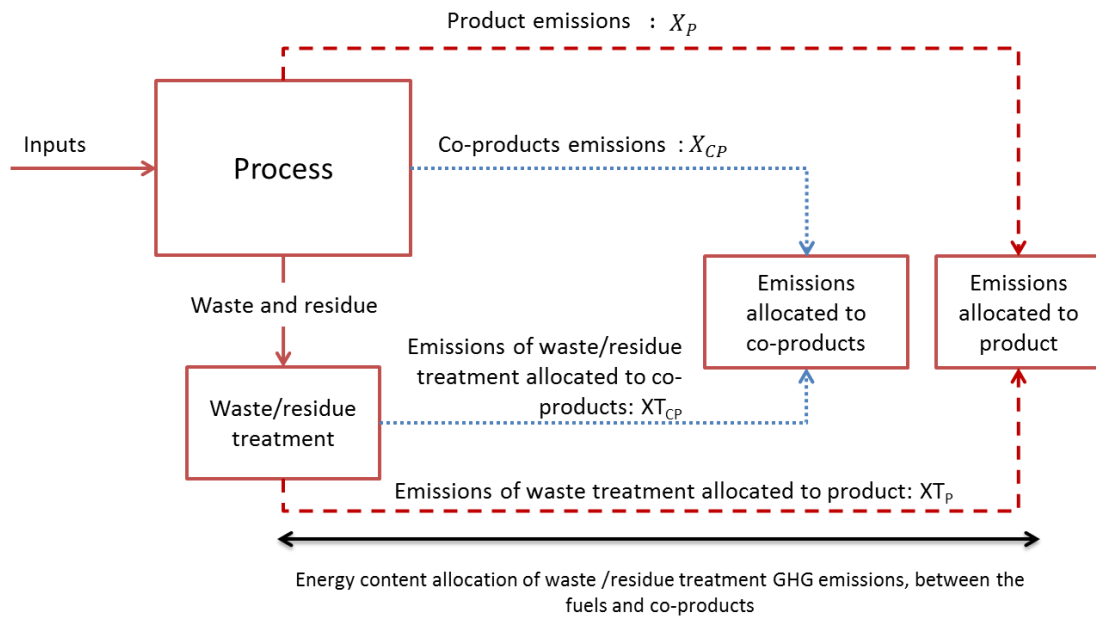 Product emissions : X_P
Inputs
Process
Co-products emissions : X_CP
Waste and residue
Emissions allocated to
co-products
Emissions
allocated to
product
Emissions of waste/residue
treatment allocated to co-
products: XT_CP
Waste/residue
treatment
Emissions of waste treatment allocated to product: XT_P
Energy content allocation of waste /residue treatment GHG emissions, between the
fuels and co-products